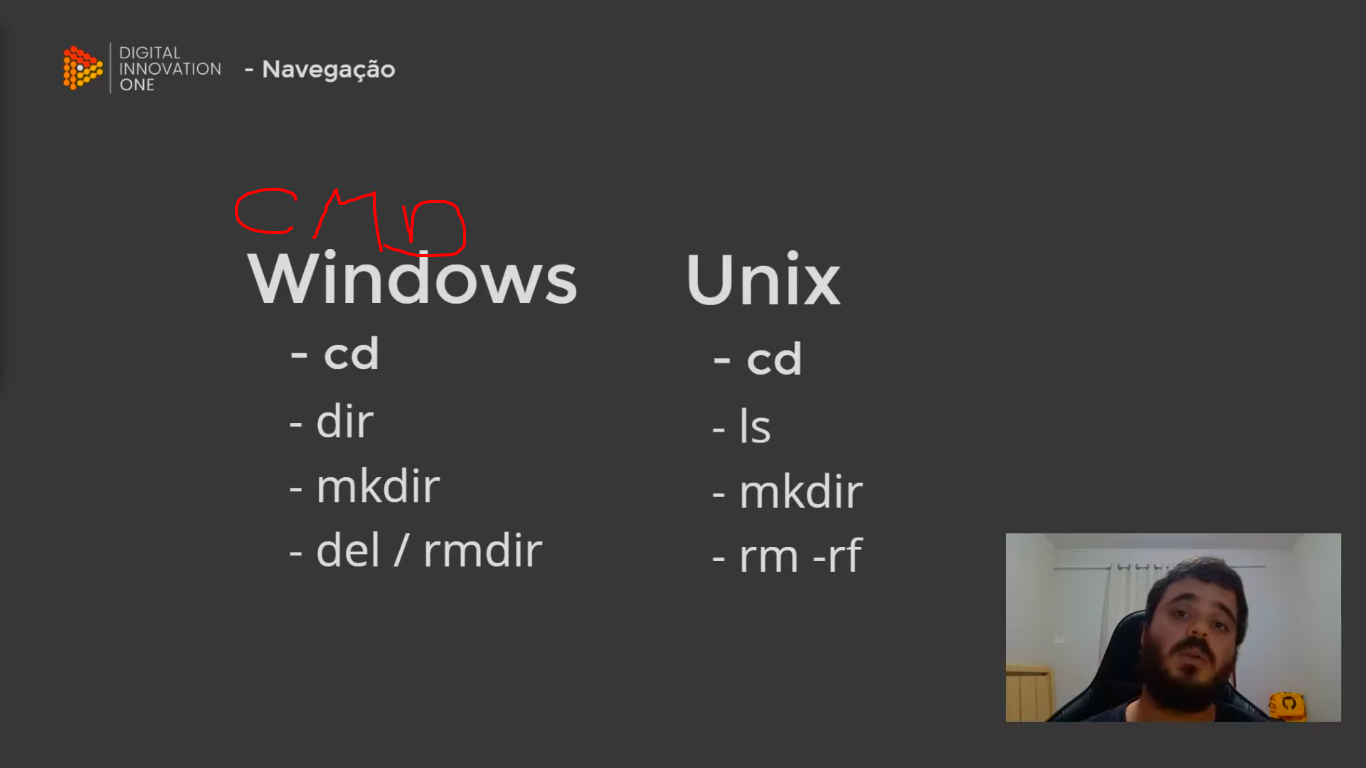 DIGITAL
INNOVATION
ONE
- Navegação
CMD
Windows
- cd
- dir
- mkdir
- del / rmdir
Unix
- cd
- ls
- mkdir
- rm -rf